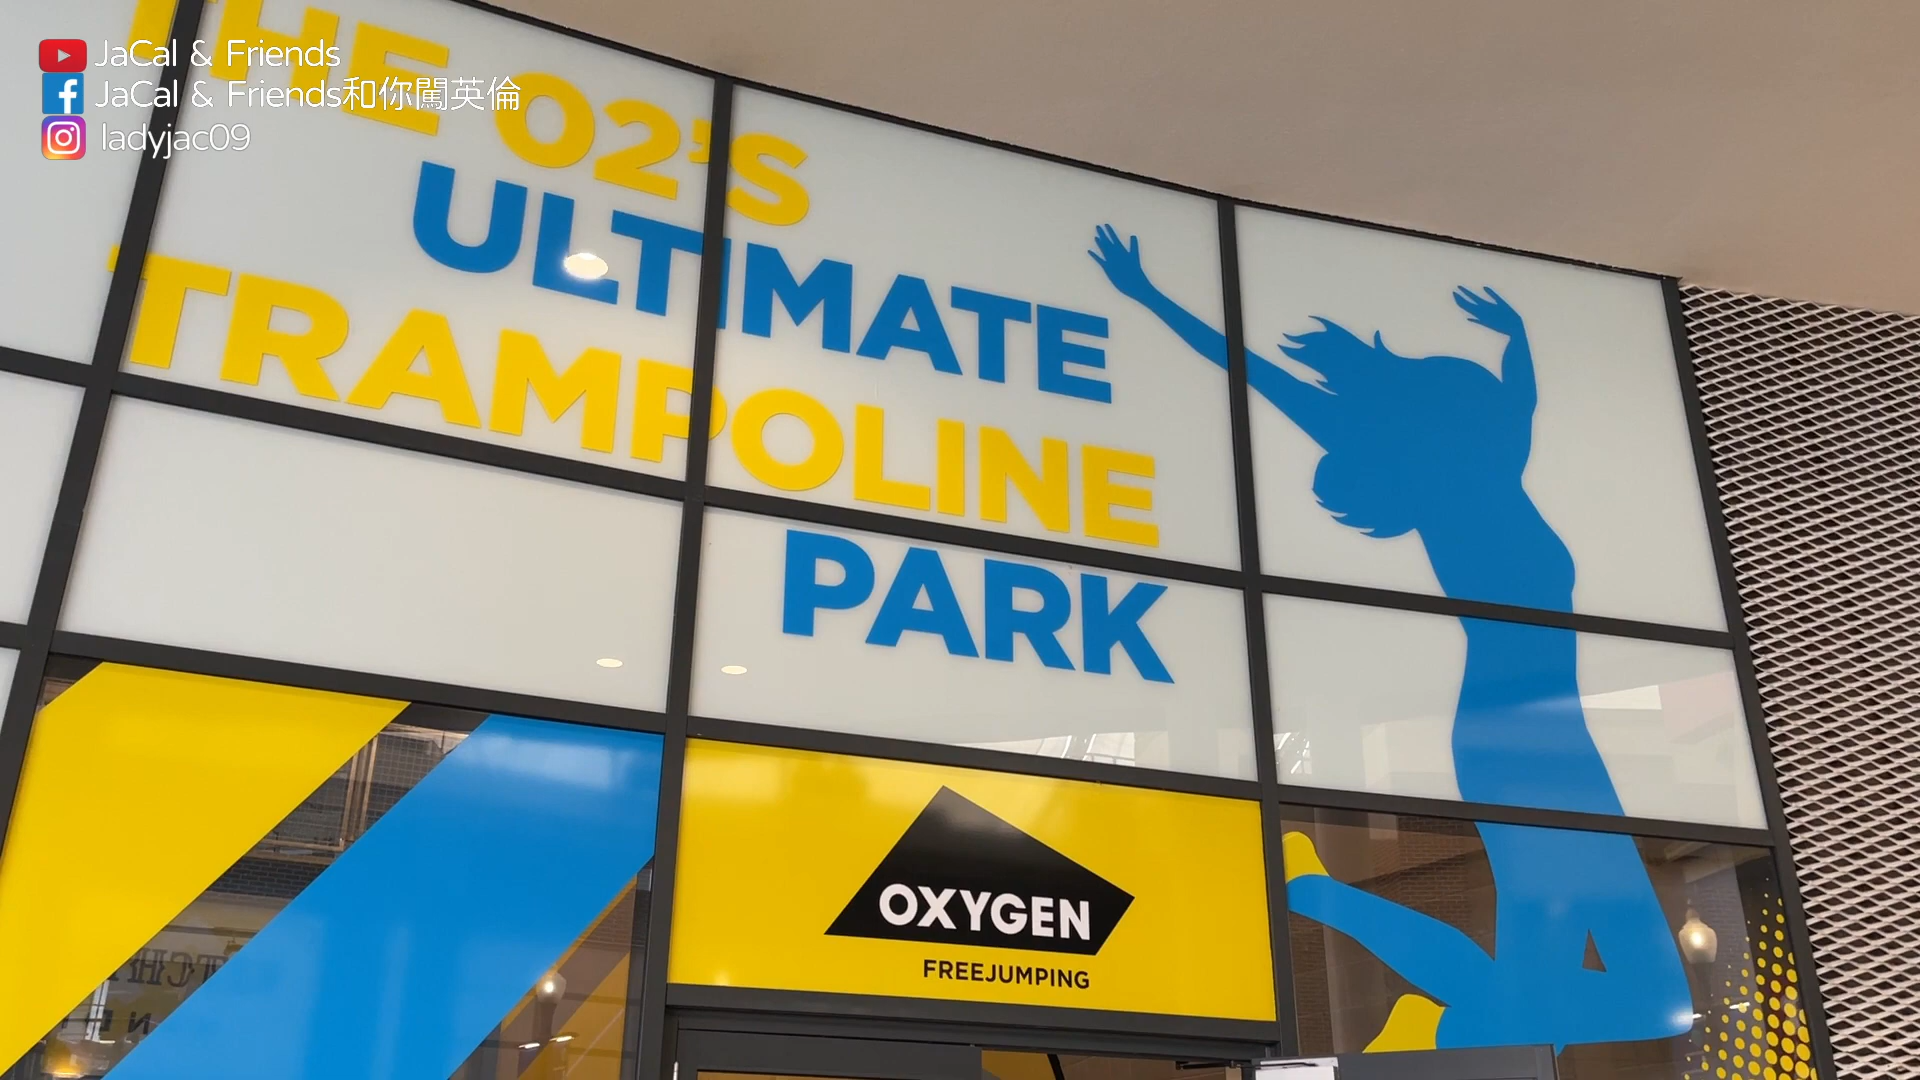 JaCal & Friends
JaCal & Friends和你闖英倫
ladyjac09
THE O2'S
ULTIMATE
TRAMPOLINE
PARK
OXYGEN
FREEJUMPING